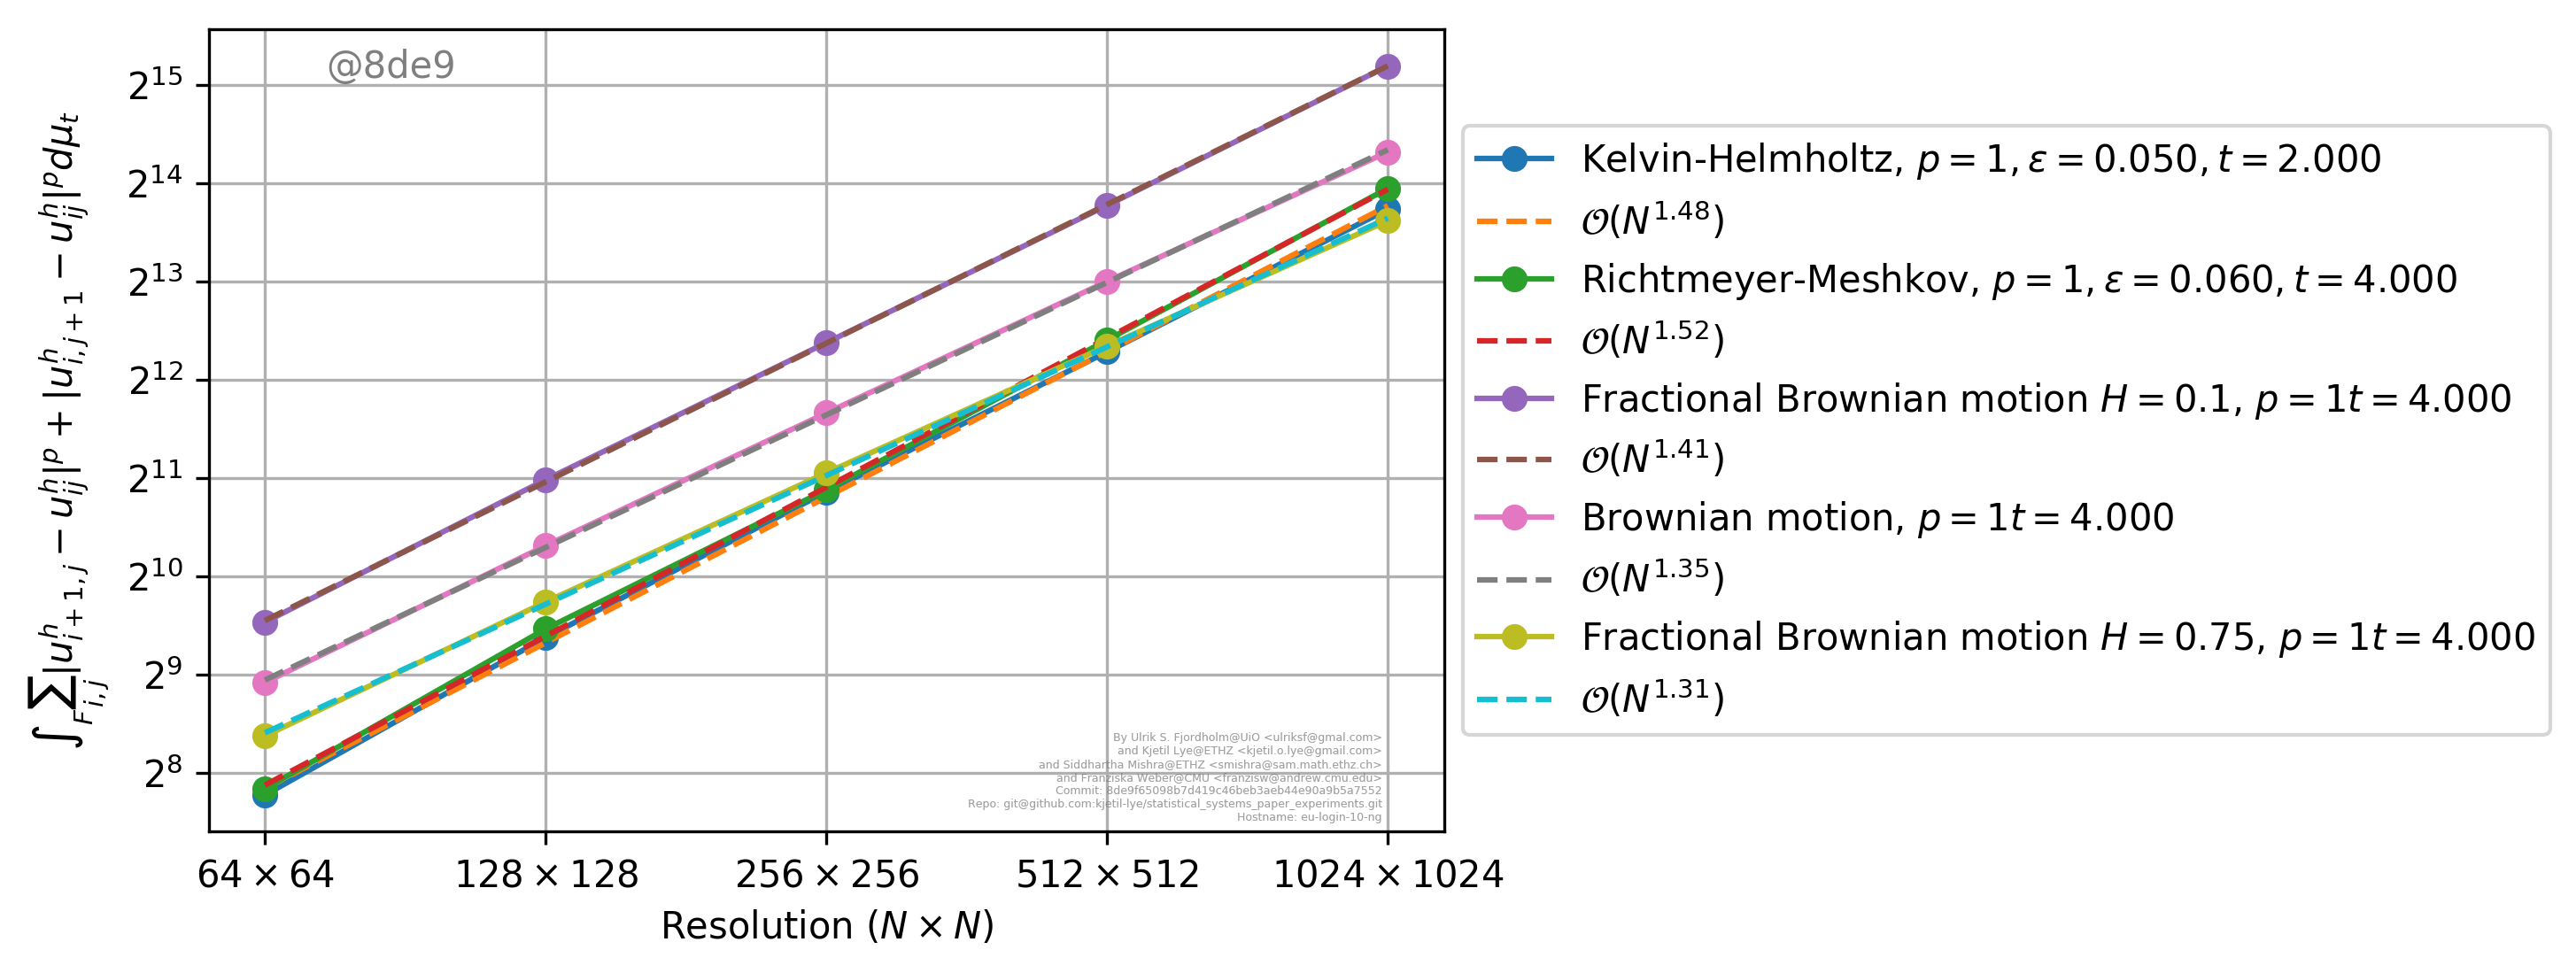 @8de9
2^15
2^14
2^13
2^12
2^11
2^10
2^9
2^8
∫ ∑_{F_{i,j}} |u^h_{i+1,j} − u^h_{ij}|^p + |u^h_{i,j+1} − u^h_{ij}|^p dμ_t
By Ulrik S. Fjordholm@UiO <ulriksf@gmal.com>
and Kjetil Lye@ETHZ <kjetil.o.lye@gmail.com>
and Siddhartha Mishra@ETHZ <smishra@sam.math.ethz.ch>
and Franziska Weber@CMU <franzisw@andrew.cmu.edu>
Commit: 8de9f65098b7d419c46beb3aeb44e90a9b5a7552
Repo: git@github.com:kjetil-lye/statistical_systems_paper_experiments.git
Hostname: eu-login-10-ng
64 × 64 128 × 128 256 × 256 512 × 512 1024 × 1024
Resolution (N × N)
Kelvin-Helmholtz, p = 1, ε = 0.050, t = 2.000
𝒪(N^1.48)
Richtmeyer-Meshkov, p = 1, ε = 0.060, t = 4.000
𝒪(N^1.52)
Fractional Brownian motion H = 0.1, p = 1t = 4.000
𝒪(N^1.41)
Brownian motion, p = 1t = 4.000
𝒪(N^1.35)
Fractional Brownian motion H = 0.75, p = 1t = 4.000
𝒪(N^1.31)